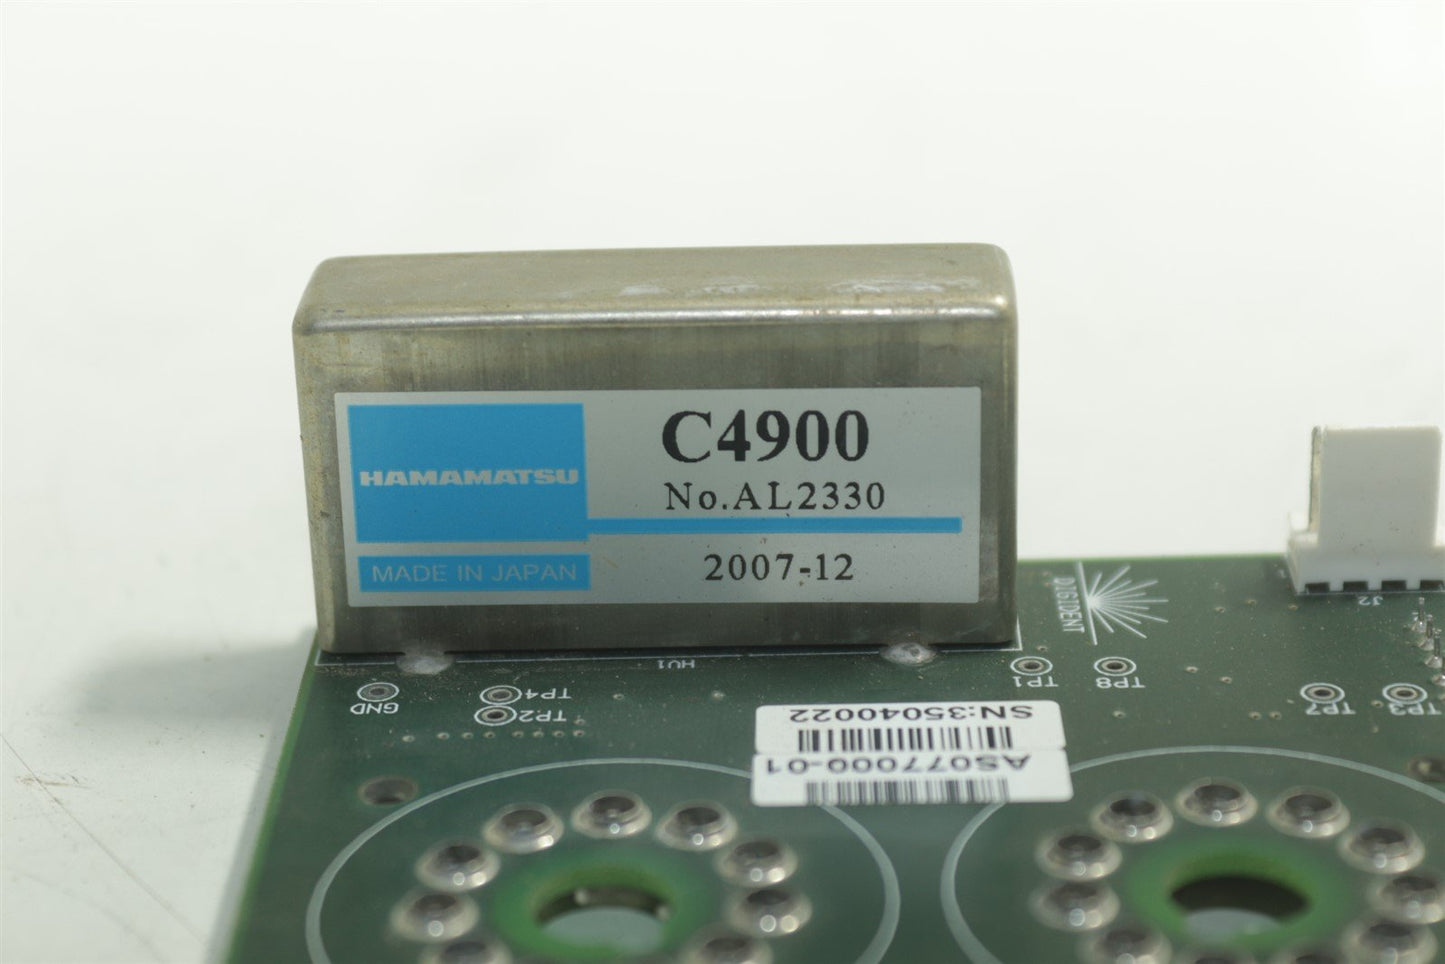 HAMAMATSU
MADE IN JAPAN
C4900
No.AL2330
2007-12
DIGIDENT
J2
HV1
GND
TP4
TP2
TP1
TP8
TP7
TP3
SN:35040022
AS077000-01